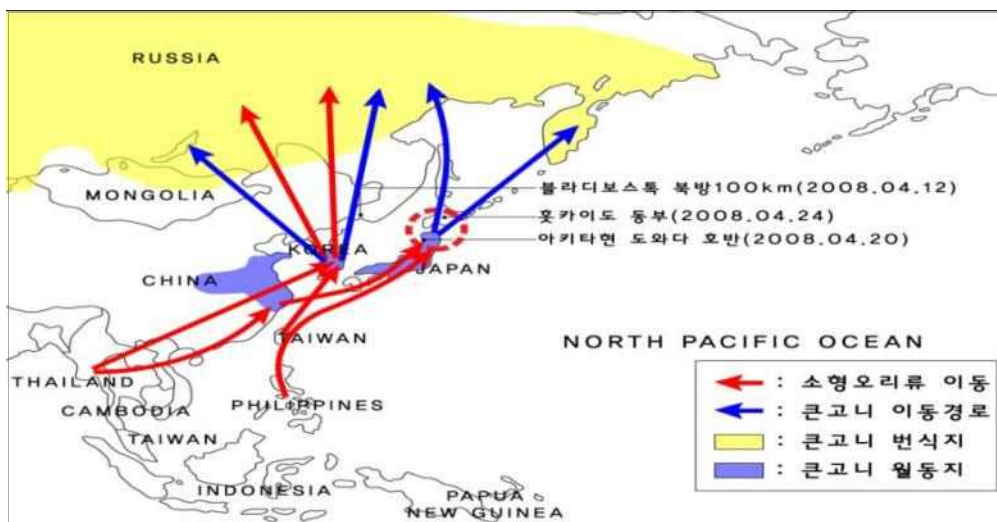 RUSSIA
MONGOLIA
블라디보스톡 북방100km(2008.04.12)
홋카이도 동부(2008.04.24)
아키타현 도와다 호반(2008.04.20)
KOREA
CHINA
JAPAN
TAIWAN
NORTH PACIFIC OCEAN
THAILAND
CAMBODIA
PHILIPPINES
TAIWAN
INDONESIA
PAPUA
NEW GUINEA
: 소형오리류 이동
: 큰고니 이동경로
: 큰고니 번식지
: 큰고니 월동지